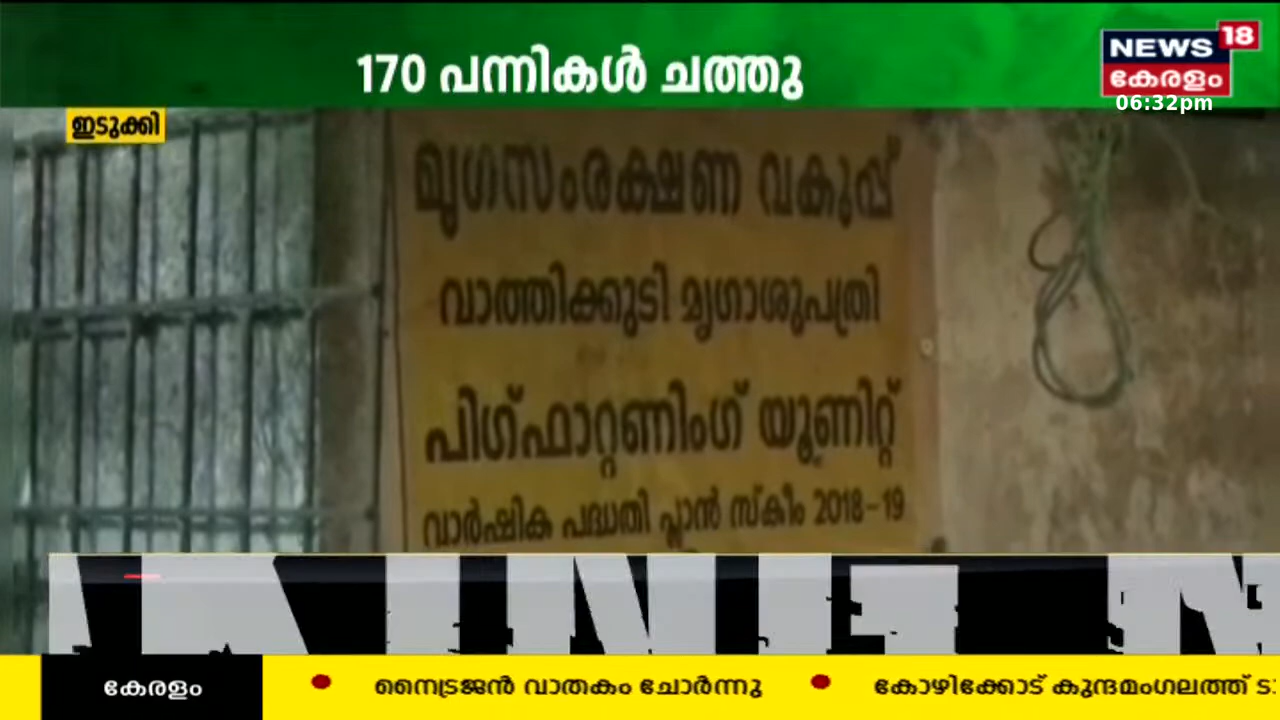 170 പന്നികൾ ചത്തു
NEWS 18
കേരളം
06:32pm
ഇടുക്കി
മൃഗസംരക്ഷണ വകുപ്പ്
വാത്തിക്കുടി മൃഗാശുപത്രി
പിഗ്ഫാറ്റണിംഗ് യൂണിറ്റ്
വാർഷിക പദ്ധതി പ്ലാൻ സ്കീം 2018-19
കേരളം
നൈട്രജൻ വാതകം ചോർന്നു
കോഴിക്കോട് കുന്ദമംഗലത്ത്